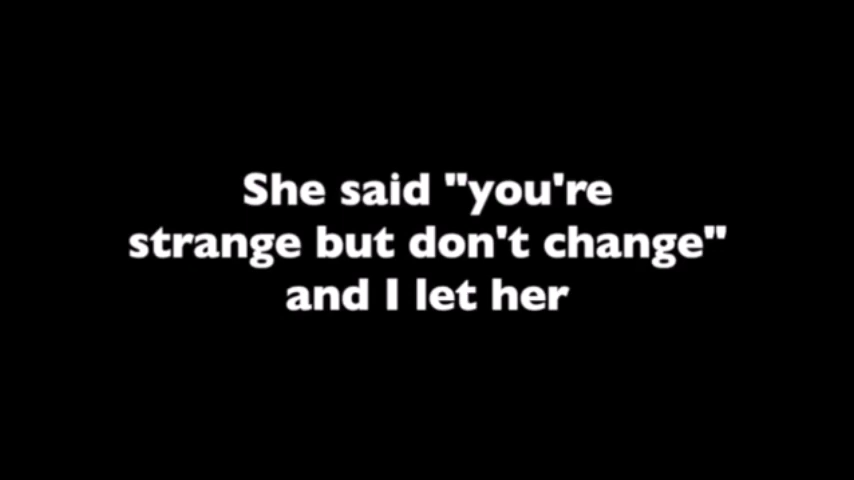 She said "you're
strange but don't change"
and I let her